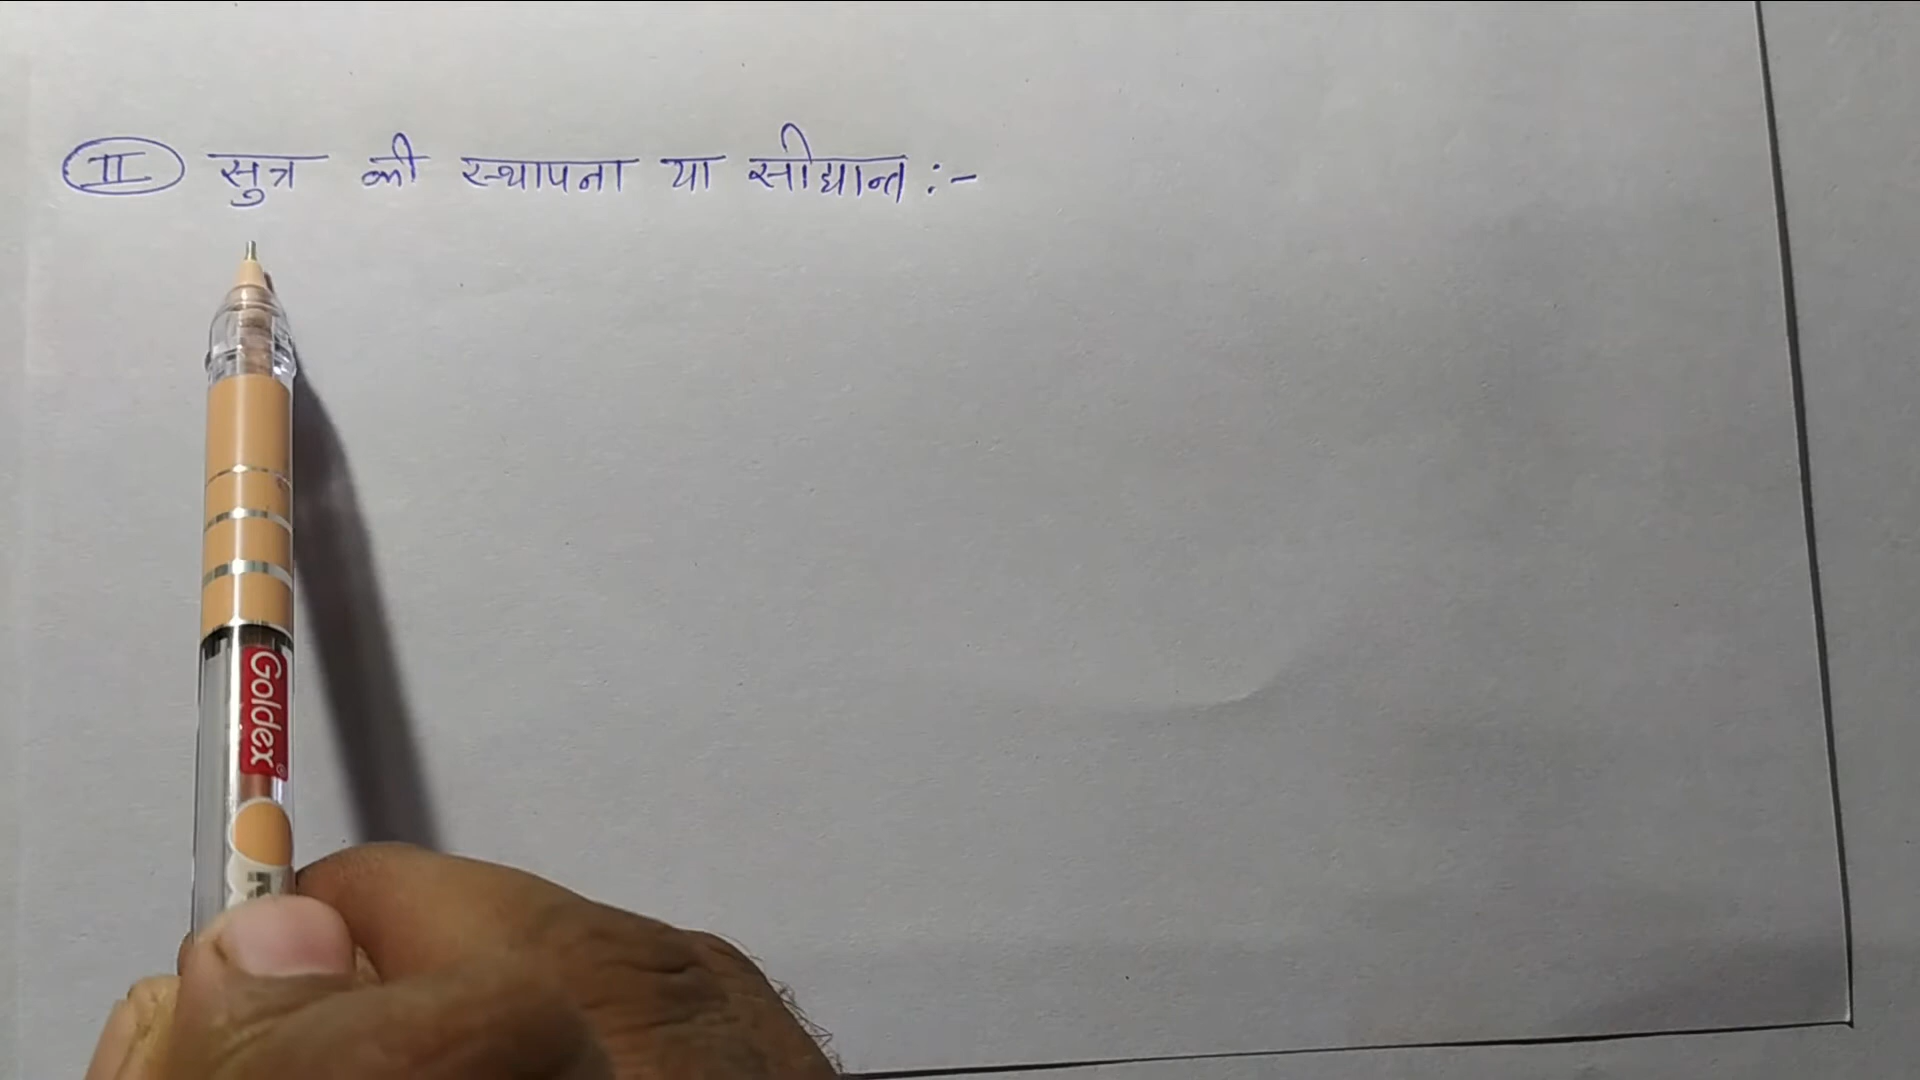 II सुत्र की स्थापना या सीद्यान्त :-
Goldex